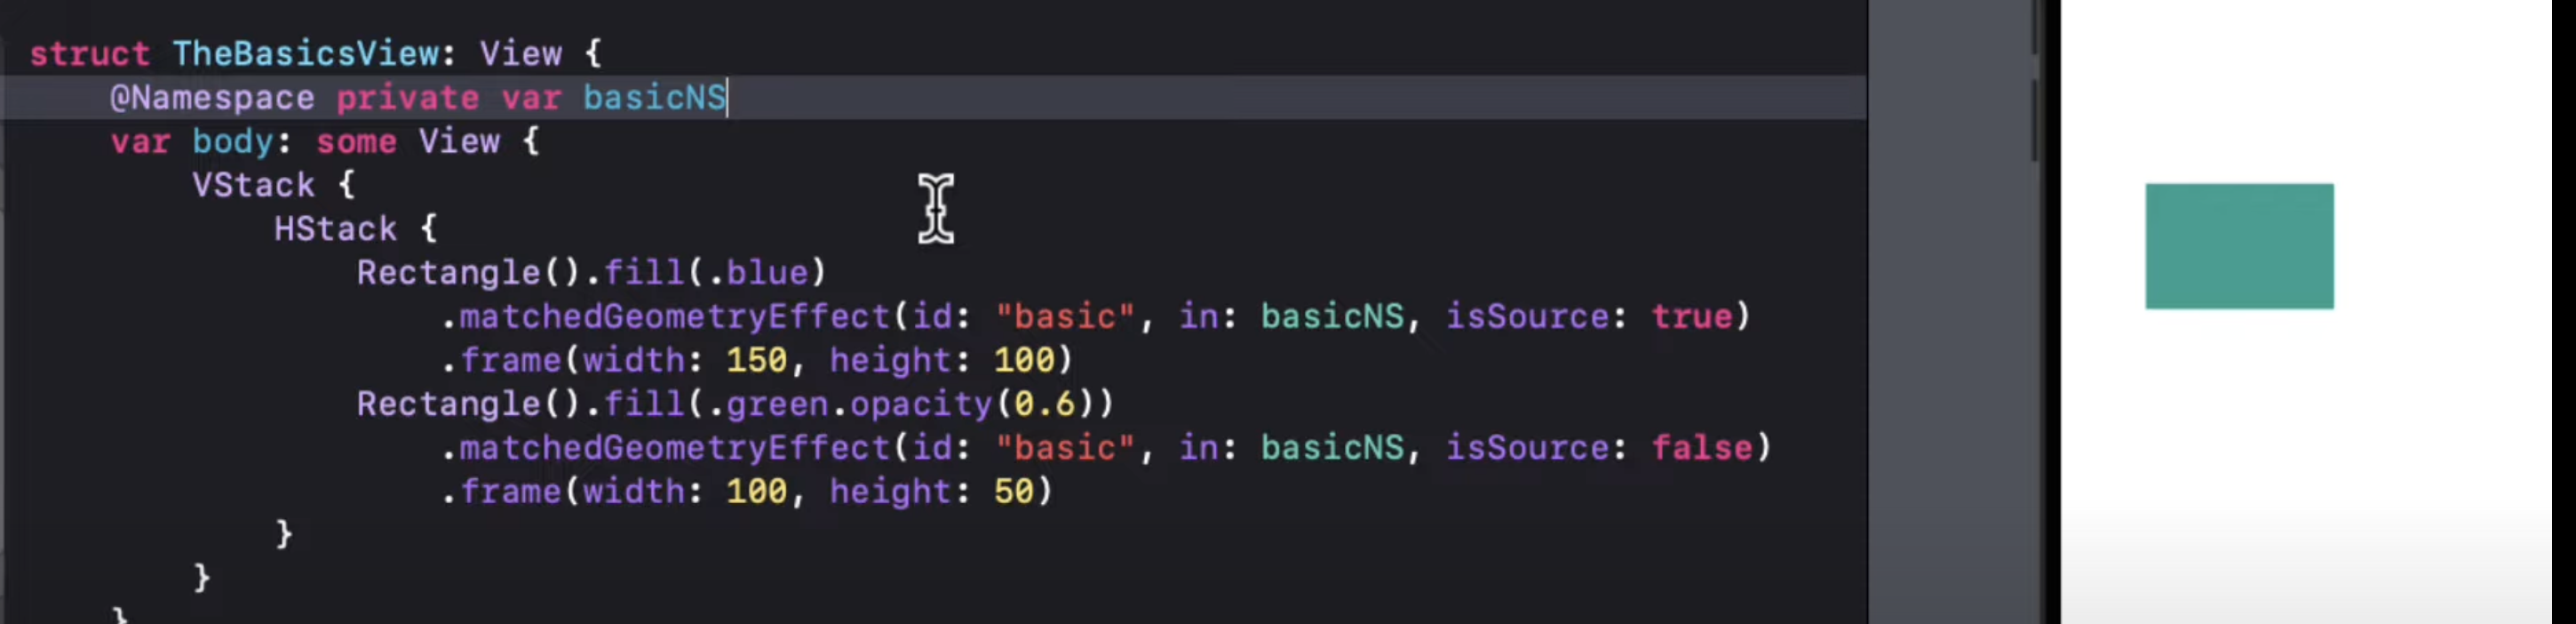 struct TheBasicsView: View {
@Namespace private var basicNS
var body: some View {
VStack {
HStack {
Rectangle().fill(.blue)
.matchedGeometryEffect(id: "basic", in: basicNS, isSource: true)
.frame(width: 150, height: 100)
Rectangle().fill(.green.opacity(0.6))
.matchedGeometryEffect(id: "basic", in: basicNS, isSource: false)
.frame(width: 100, height: 50)
}
}
}